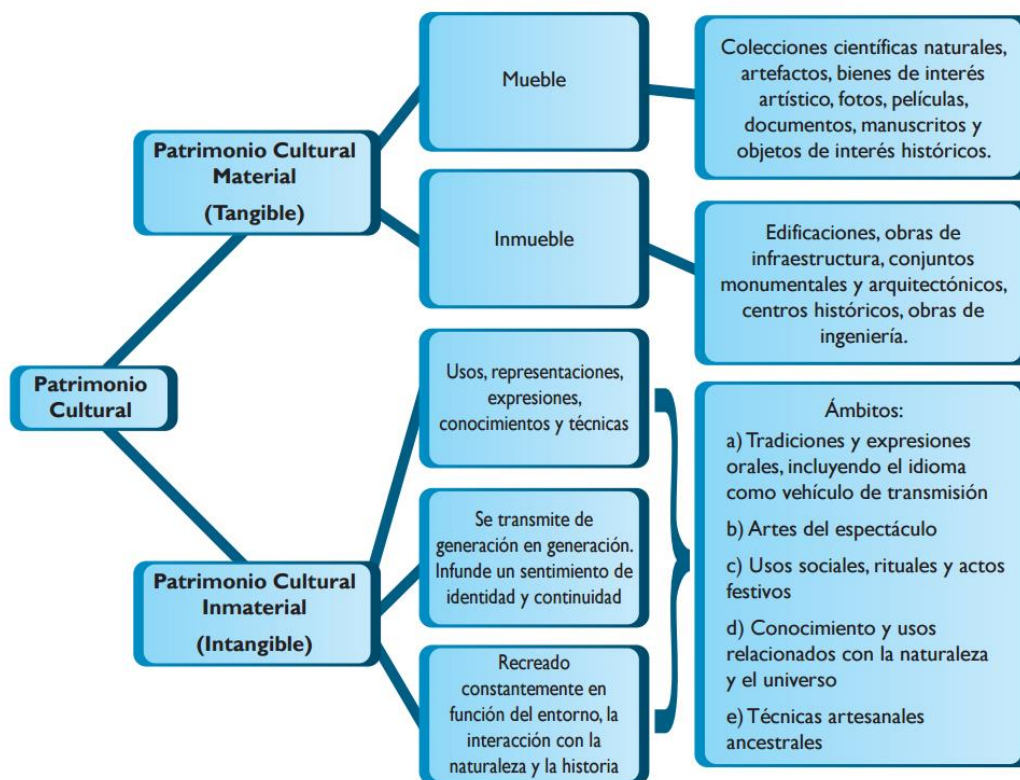 Patrimonio
Cultural
Patrimonio Cultural
Material
(Tangible)
Mueble
Colecciones científicas naturales,
artefactos, bienes de interés
artístico, fotos, películas,
documentos, manuscritos y
objetos de interés históricos.
Inmueble
Edificaciones, obras de
infraestructura, conjuntos
monumentales y arquitectónicos,
centros históricos, obras de
ingeniería.
Patrimonio Cultural
Inmaterial
(Intangible)
Usos, representaciones,
expresiones,
conocimientos y técnicas
Se transmite de
generación en generación.
Infunde un sentimiento de
identidad y continuidad
Recreado
constantemente en
función del entorno, la
interacción con la
naturaleza y la historia
Ámbitos:
a) Tradiciones y expresiones
orales, incluyendo el idioma
como vehículo de transmisión
b) Artes del espectáculo
c) Usos sociales, rituales y actos
festivos
d) Conocimiento y usos
relacionados con la naturaleza
y el universo
e) Técnicas artesanales
ancestrales